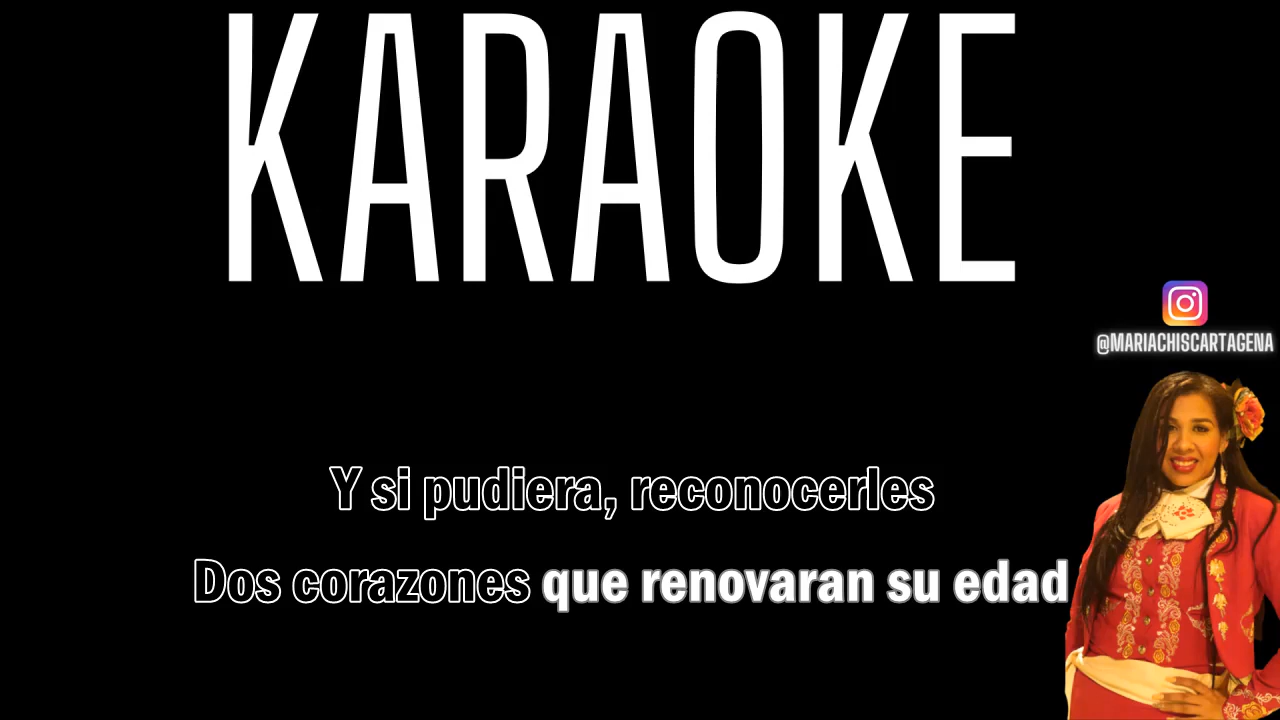 KARAOKE
@MARIACHISCARTAGENA
Y si pudiera, reconocerles
Dos corazones que renovaran su edad